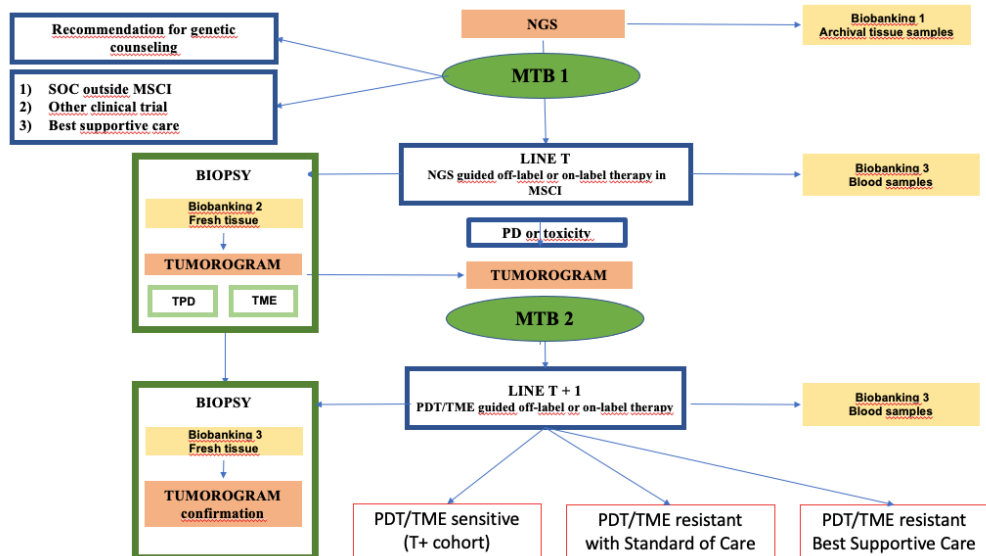 NGS
Biobanking 1
Archival tissue samples
Recommendation for genetic
counseling
MTB 1
1) SOC outside MSCI
2) Other clinical trial
3) Best supportive care
LINE T
NGS guided off-label or on-label therapy in
MSCI
Biobanking 3
Blood samples
BIOPSY
Biobanking 2
Fresh tissue
TUMOROGRAM
TPD
TME
PD or toxicity
TUMOROGRAM
MTB 2
LINE T + 1
PDT/TME guided off-label or on-label therapy
Biobanking 3
Blood samples
BIOPSY
Biobanking 3
Fresh tissue
TUMOROGRAM
confirmation
PDT/TME sensitive
(T+ cohort)
PDT/TME resistant
with Standard of Care
PDT/TME resistant
Best Supportive Care